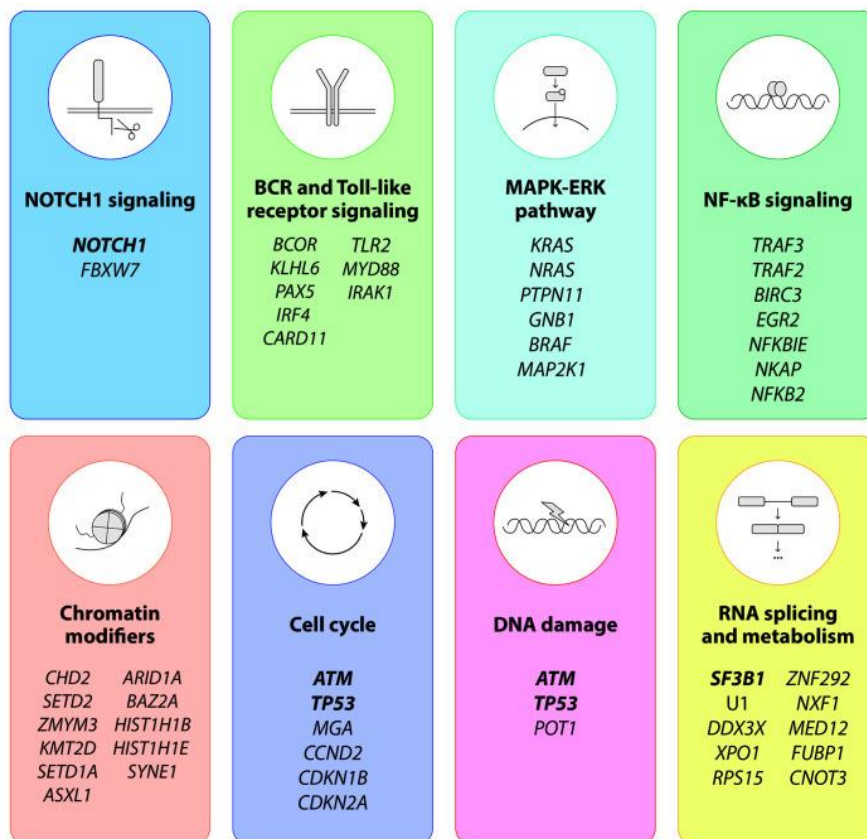 NOTCH1 signaling
NOTCH1
FBXW7
BCR and Toll-like
receptor signaling
BCOR TLR2
KLHL6 MYD88
PAX5 IRAK1
IRF4
CARD11
MAPK-ERK
pathway
KRAS
NRAS
PTPN11
GNB1
BRAF
MAP2K1
NF-κB signaling
TRAF3
TRAF2
BIRC3
EGR2
NFKBIE
NKAP
NFKB2
Chromatin
modifiers
CHD2 ARID1A
SETD2 BAZ2A
ZMYM3 HIST1H1B
KMT2D HIST1H1E
SETD1A SYNE1
ASXL1
Cell cycle
ATM
TP53
MGA
CCND2
CDKN1B
CDKN2A
DNA damage
ATM
TP53
POT1
RNA splicing
and metabolism
SF3B1 ZNF292
U1 NXF1
DDX3X MED12
XPO1 FUBP1
RPS15 CNOT3